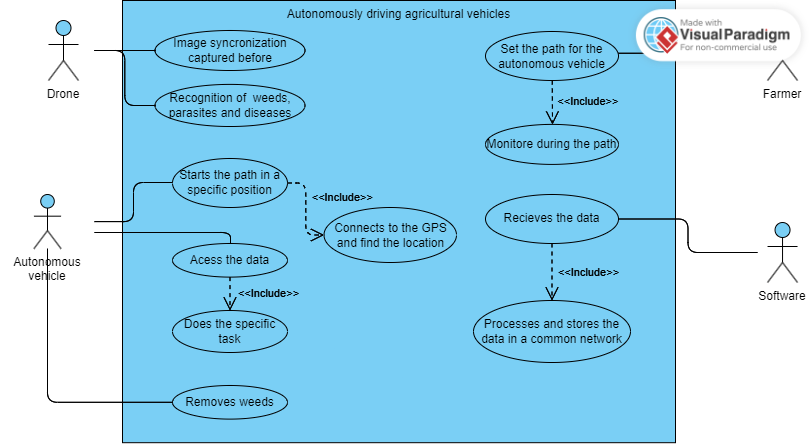 Autonomously driving agricultural vehicles
Made with
VisualParadigm
For non-commercial use
Drone
Image syncronization
captured before
Recognition of weeds,
parasites and diseases
Set the path for the
autonomous vehicle
<<Include>>
Monitore during the path
Farmer
Autonomous
vehicle
Starts the path in a
specific position
<<Include>>
Connects to the GPS
and find the location
Acess the data
<<Include>>
Does the specific
task
Removes weeds
Recieves the data
<<Include>>
Processes and stores the
data in a common network
Software